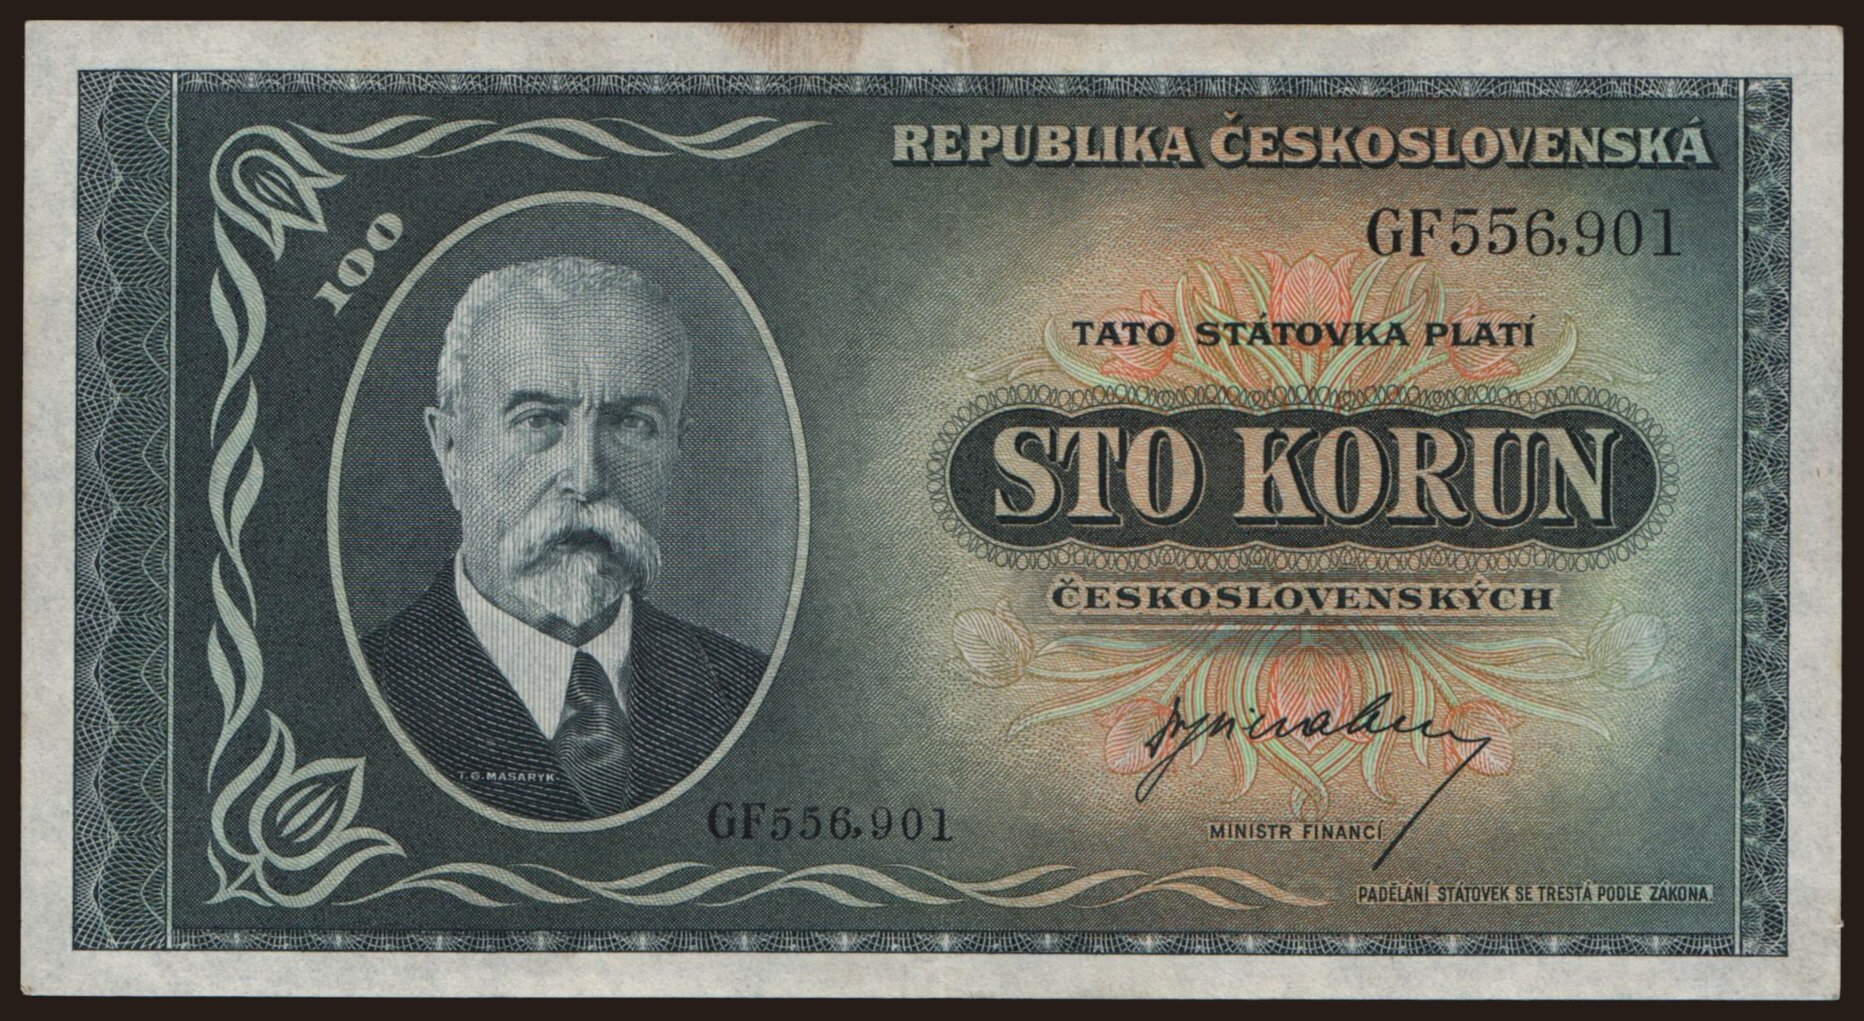 REPUBLIKA ČESKOSLOVENSKÁ
100
GF556,901
TATO STÁTOVKA PLATÍ
STO KORUN
ČESKOSLOVENSKÝCH
T.G.MASARYK
GF556,901
MINISTR FINANCÍ
PADĚLÁNÍ STÁTOVEK SE TRESTÁ PODLE ZÁKONA.